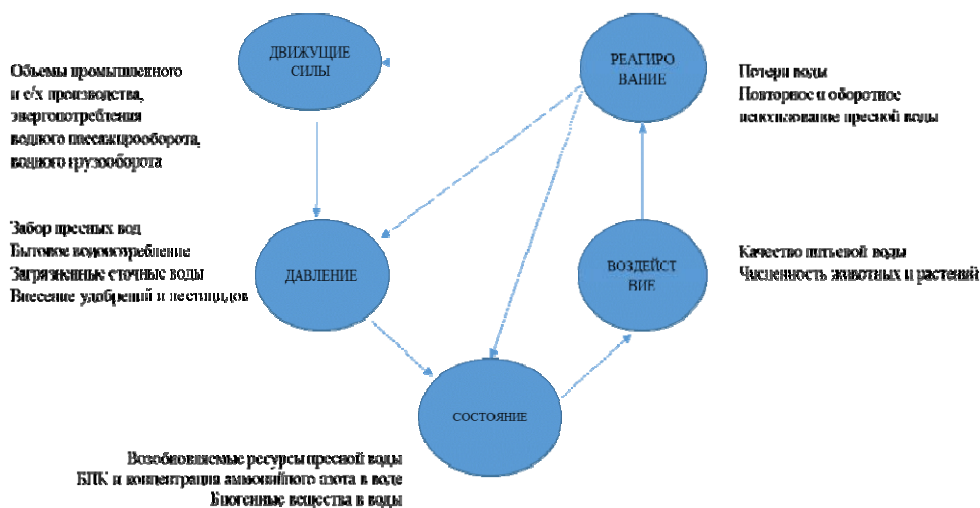 ДВИЖУЩИЕ
СИЛЫ
РЕАГИРО
ВАНИЕ
Объемы промышленного
и с/х производства,
энергопотребления
водного пассажирооборота,
водного грузооборота
Потери воды
Повторное и оборотное
использование пресной воды
Забор пресных вод
Бытовое водопотребление
Загрязненные сточные воды
Внесение удобрений и пестицидов
ДАВЛЕНИЕ
ВОЗДЕЙСТ
ВИЕ
Качество питьевой воды
Численность животных и растений
СОСТОЯНИЕ
Возобновляемые ресурсы пресной воды
БПК и концентрация аммонийного азота в воде
Биогенные вещества в воды